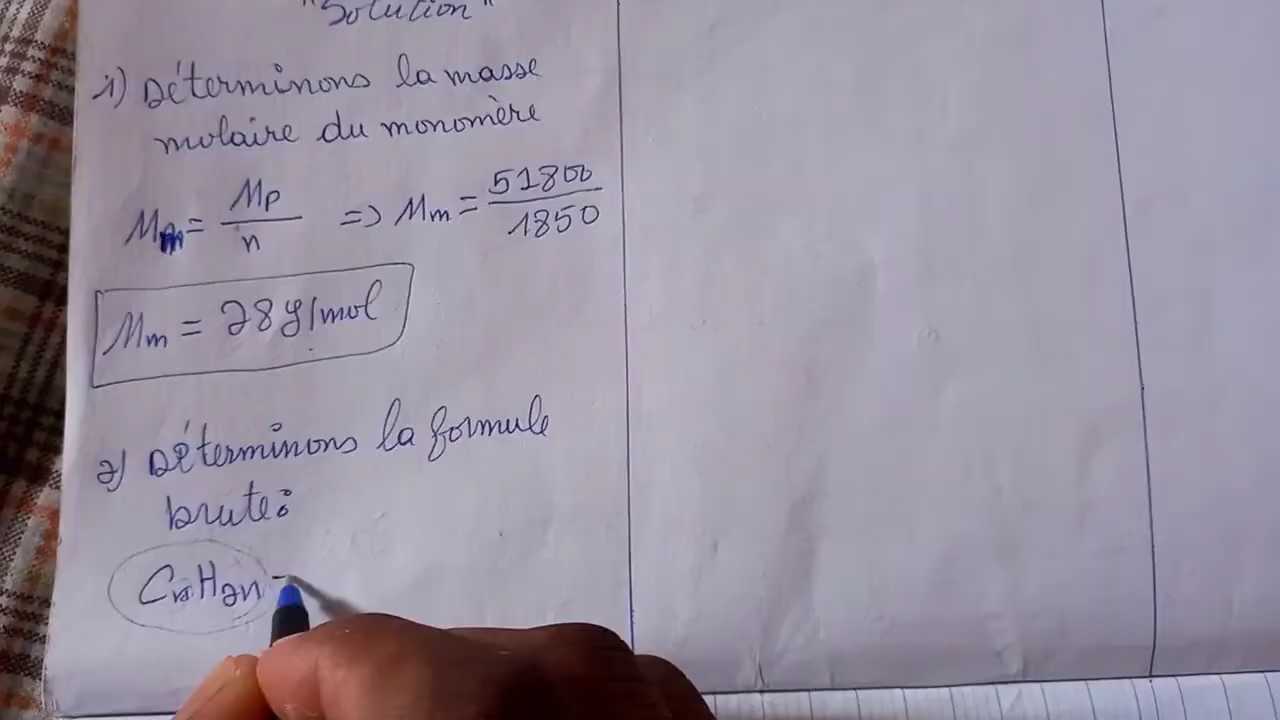 "Solution"
1) Déterminons la masse
molaire du monomère
Mm = Mp / n => Mm = 51800 / 1850
Mm = 28g/mol
2) Déterminons la formule
brute:
CnH2n -